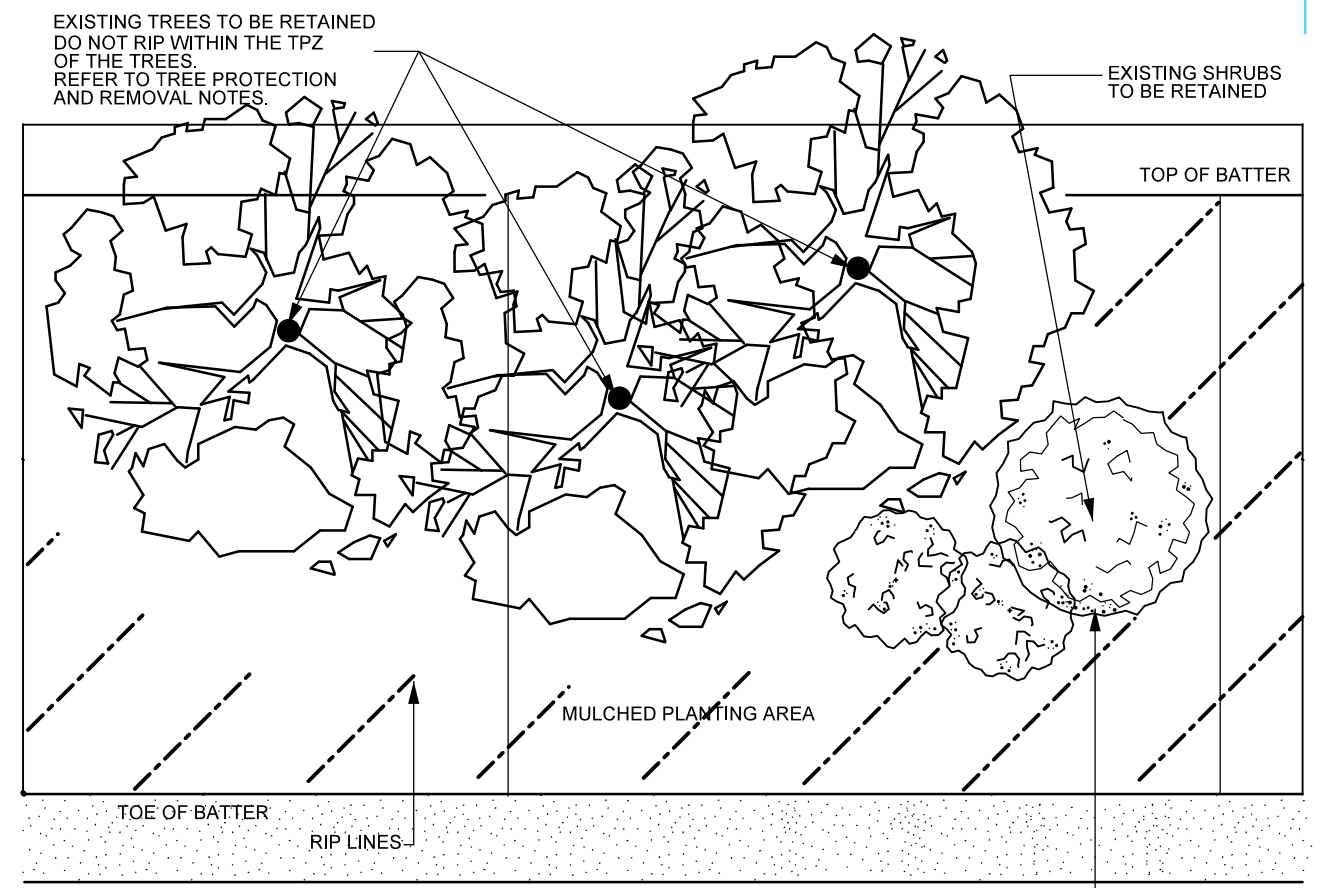 EXISTING TREES TO BE RETAINED
DO NOT RIP WITHIN THE TPZ
OF THE TREES.
REFER TO TREE PROTECTION
AND REMOVAL NOTES.
EXISTING SHRUBS
TO BE RETAINED
TOP OF BATTER
MULCHED PLANTING AREA
TOE OF BATTER
RIP LINES